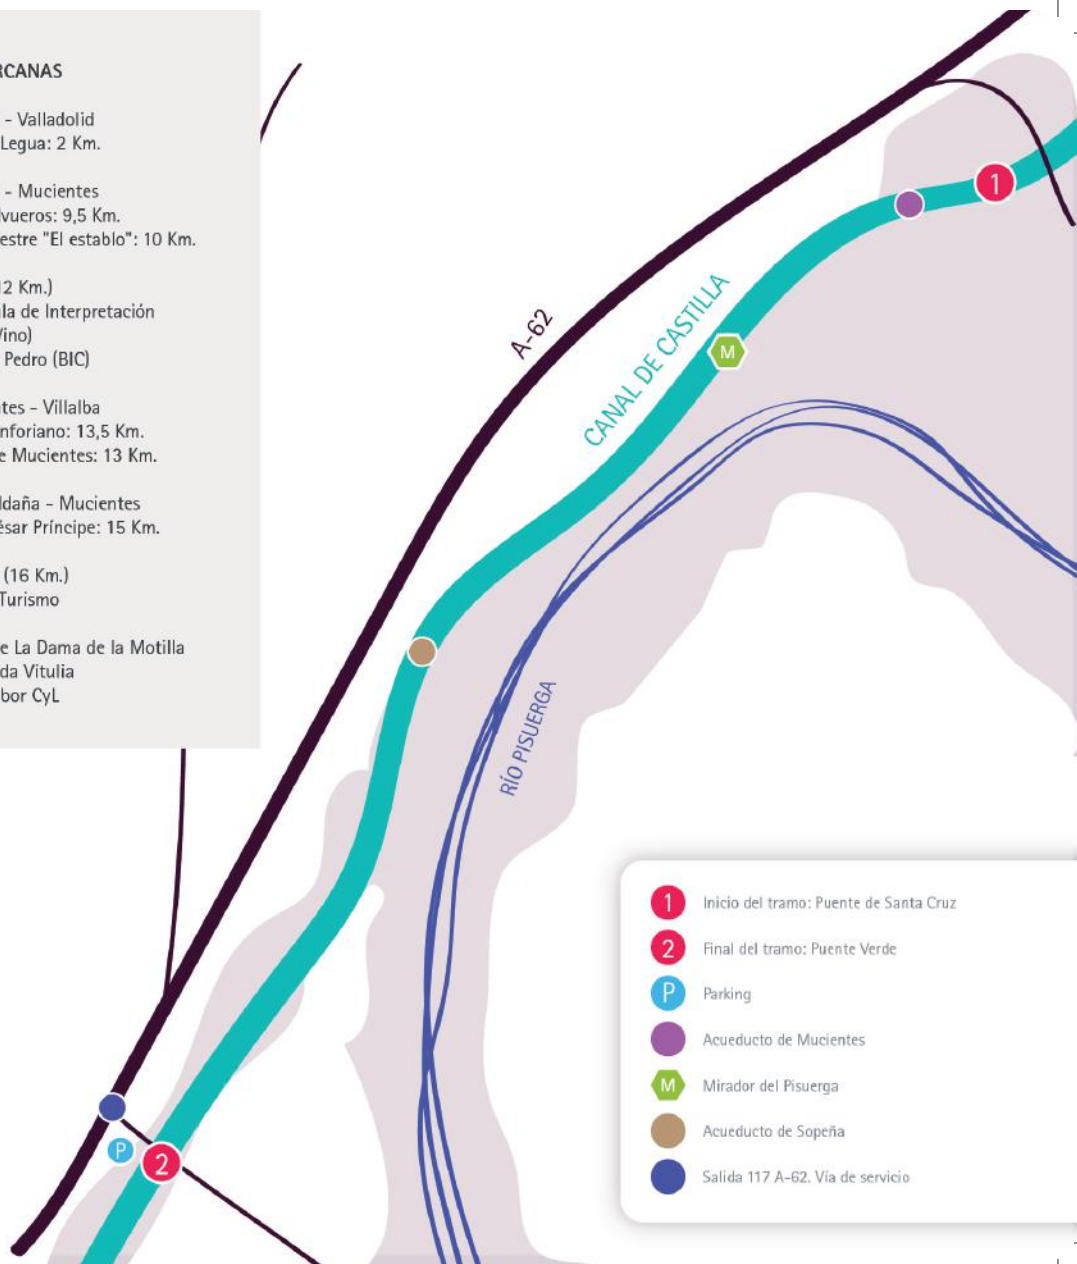 RCANAS
- Valladolid
Legua: 2 Km.
- Mucientes
lvueros: 9,5 Km.
estre "El establo": 10 Km.
12 Km.)
la de Interpretación
Vino)
Pedro (BIC)
tes - Villalba
nforiano: 13,5 Km.
e Mucientes: 13 Km.
ldaña - Mucientes
ésar Príncipe: 15 Km.
(16 Km.)
Turismo
e La Dama de la Motilla
da Vitulia
bor CyL
1
A-62
CANAL DE CASTILLA
M
RÍO PISUERGA
P
2
1 Inicio del tramo: Puente de Santa Cruz
2 Final del tramo: Puente Verde
P Parking
Acueducto de Mucientes
M Mirador del Pisuerga
Acueducto de Sopeña
Salida 117 A-62. Vía de servicio